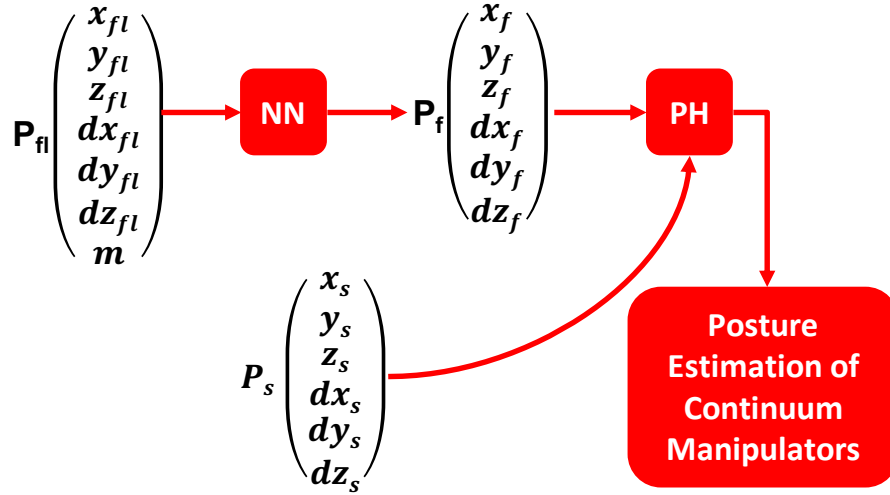 P_fl
x_fl
y_fl
z_fl
dx_fl
dy_fl
dz_fl
m
NN
P_f
x_f
y_f
z_f
dx_f
dy_f
dz_f
PH
P_s
x_s
y_s
z_s
dx_s
dy_s
dz_s
Posture
Estimation of
Continuum
Manipulators